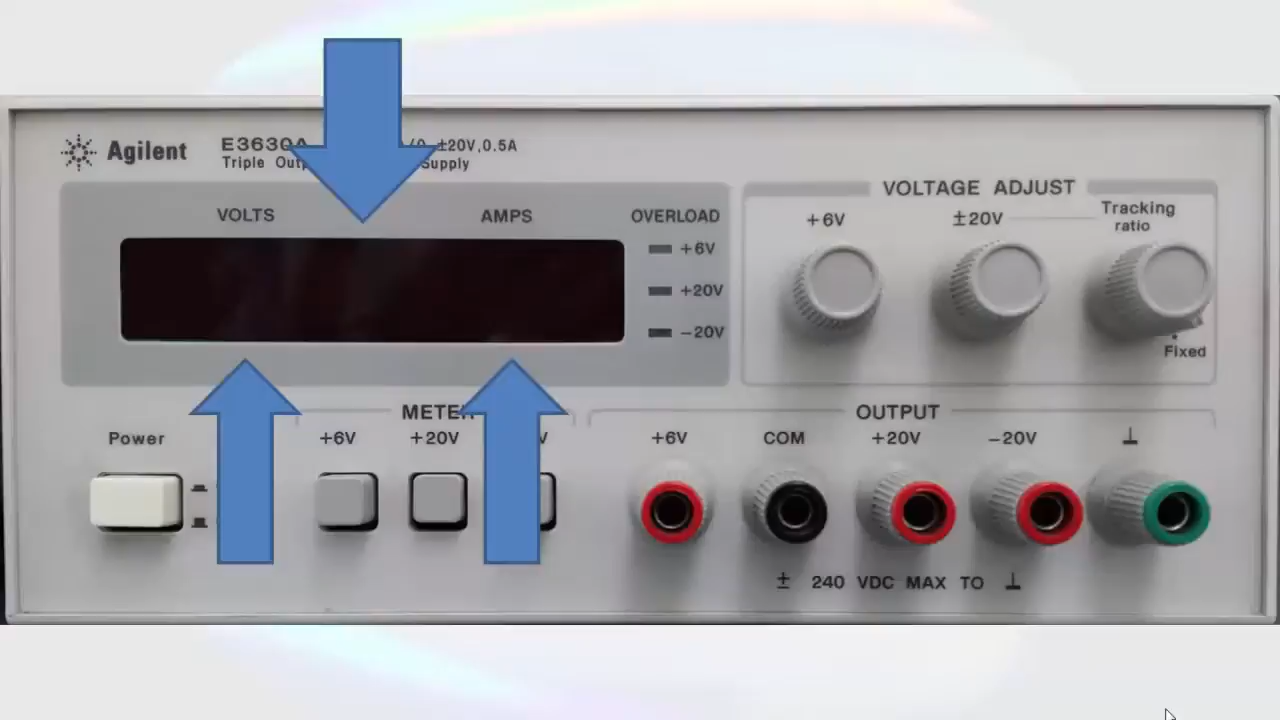 Agilent
E3630A ±20V,0.5A
Triple Supply
VOLTS AMPS OVERLOAD
+6V
+20V
−20V
VOLTAGE ADJUST
+6V ±20V Tracking
ratio
Fixed
METER
Power +6V +20V
OUTPUT
+6V COM +20V −20V ⊥
± 240 VDC MAX TO ⊥